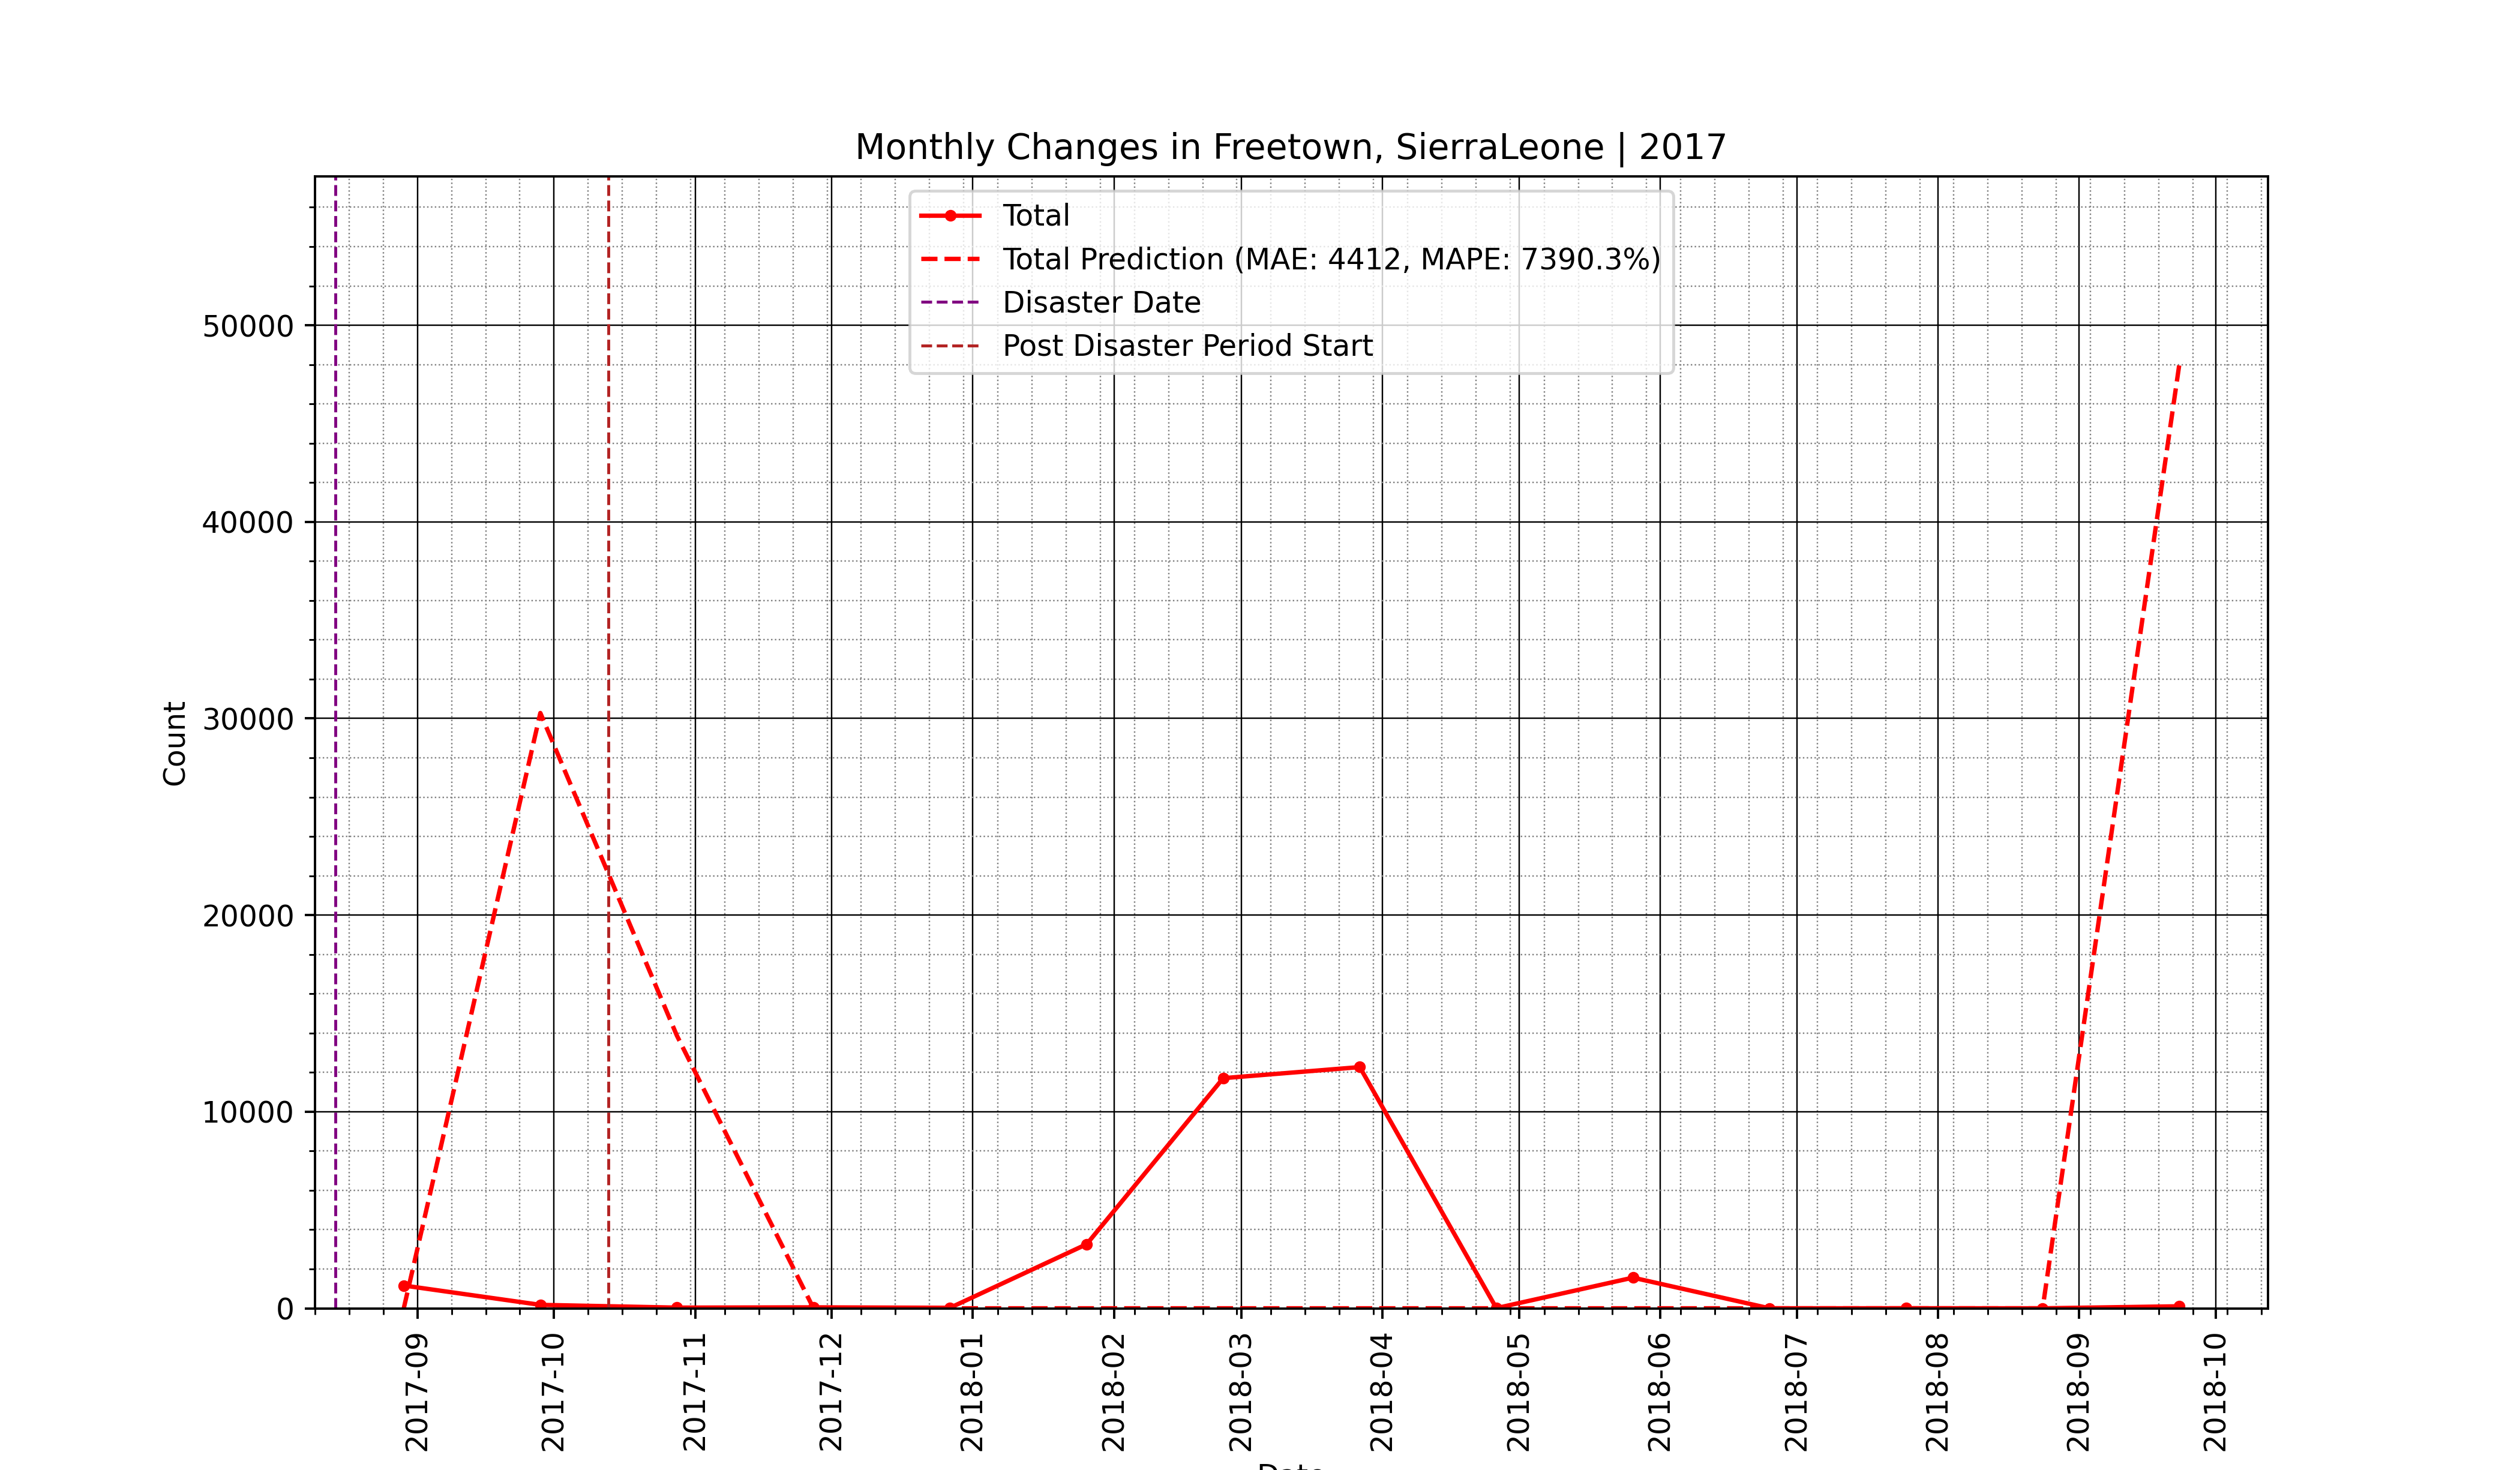 Monthly Changes in Freetown, SierraLeone | 2017
Total
Total Prediction (MAE: 4412, MAPE: 7390.3%)
Disaster Date
Post Disaster Period Start
50000
40000
30000
20000
10000
0
Count
2017-09
2017-10
2017-11
2017-12
2018-01
2018-02
2018-03
2018-04
2018-05
2018-06
2018-07
2018-08
2018-09
2018-10
Date